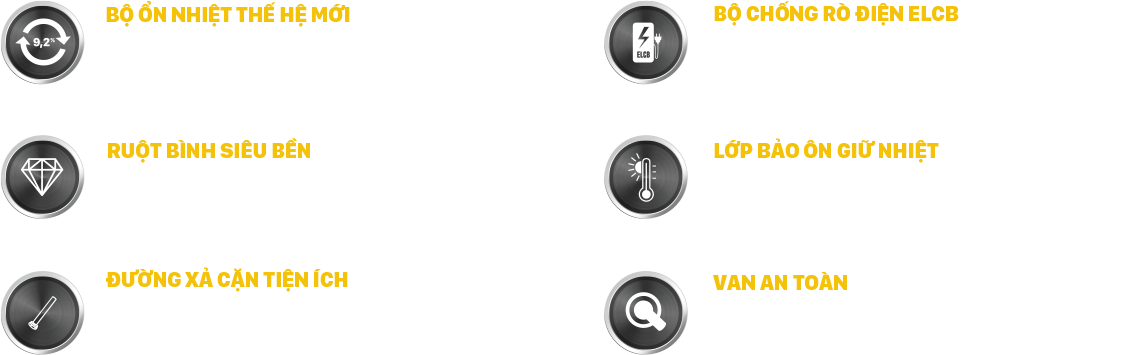 BỘ ỔN NHIỆT THẾ HỆ MỚI
9,2%
BỘ CHỐNG RÒ ĐIỆN ELCB
ELCB
RUỘT BÌNH SIÊU BỀN
LỚP BẢO ÔN GIỮ NHIỆT
ĐƯỜNG XẢ CẶN TIỆN ÍCH
VAN AN TOÀN